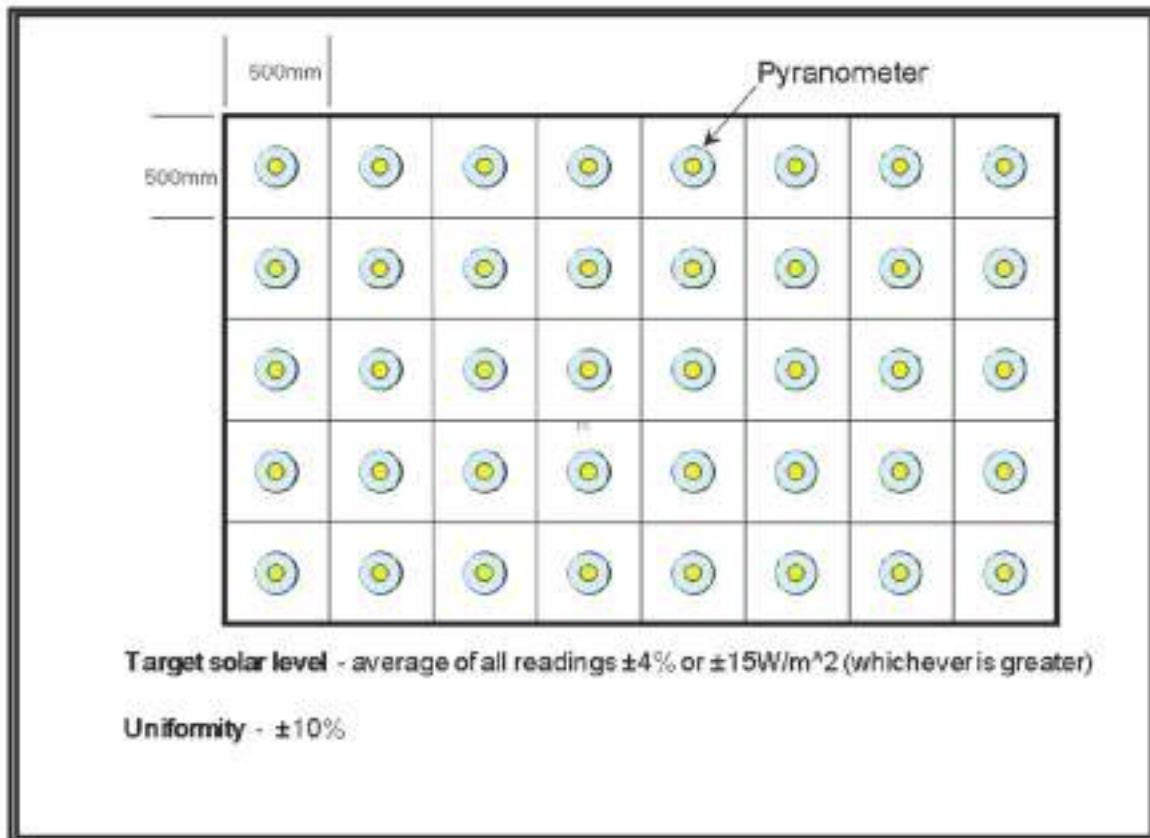 500mm
Pyranometer
500mm
Target solar level - average of all readings ±4% or ±15W/m^2 (whichever is greater)
Uniformity - ±10%